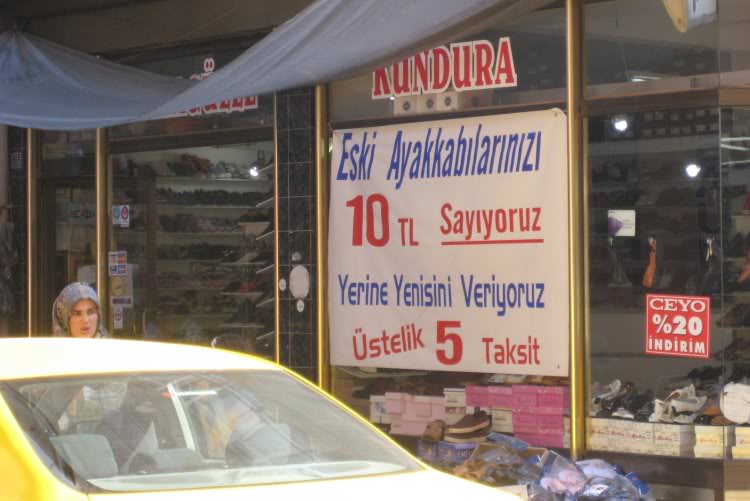 KUNDURA
Eski Ayakkabılarınızı
10 TL Sayıyoruz
Yerine Yenisini Veriyoruz
Üstelik 5 Taksit
CEYO
%20
İNDİRİM